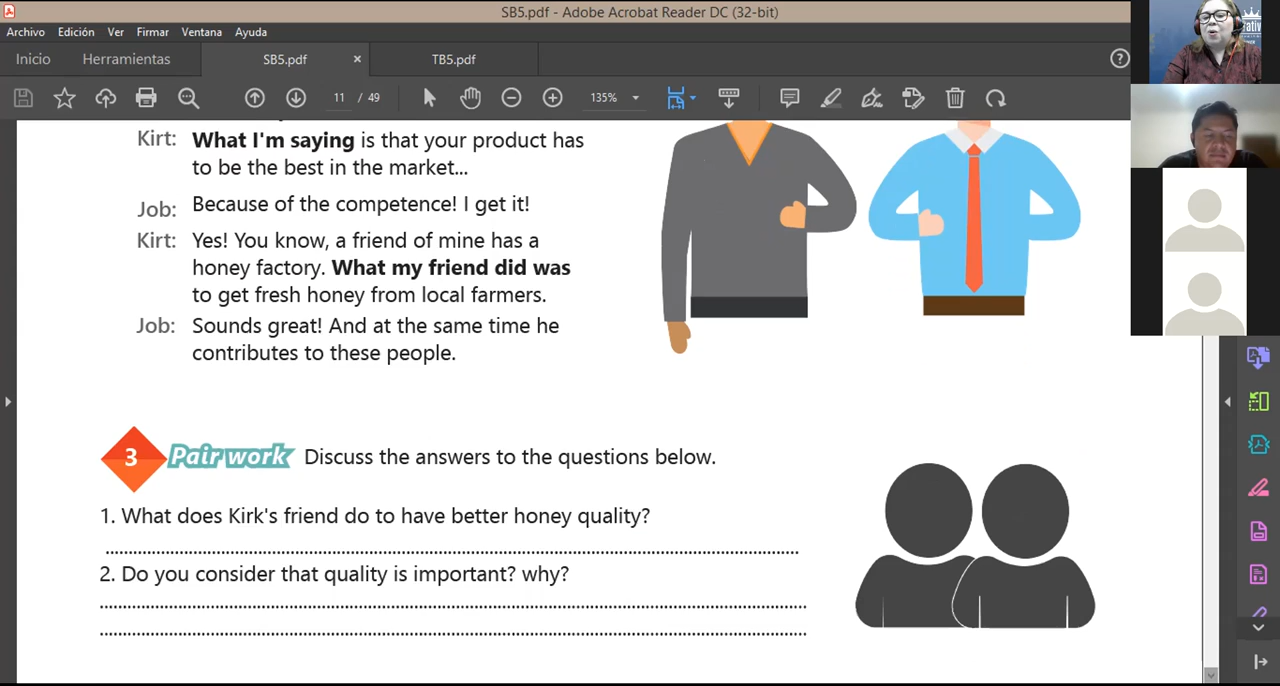 SB5.pdf - Adobe Acrobat Reader DC (32-bit)
Archivo Edición Ver Firmar Ventana Ayuda
Inicio Herramientas SB5.pdf × TB5.pdf
11 / 49 135%
Kirt: What I'm saying is that your product has
to be the best in the market...
Job: Because of the competence! I get it!
Kirt: Yes! You know, a friend of mine has a
honey factory. What my friend did was
to get fresh honey from local farmers.
Job: Sounds great! And at the same time he
contributes to these people.
3 Pair work Discuss the answers to the questions below.
1. What does Kirk's friend do to have better honey quality?
2. Do you consider that quality is important? why?